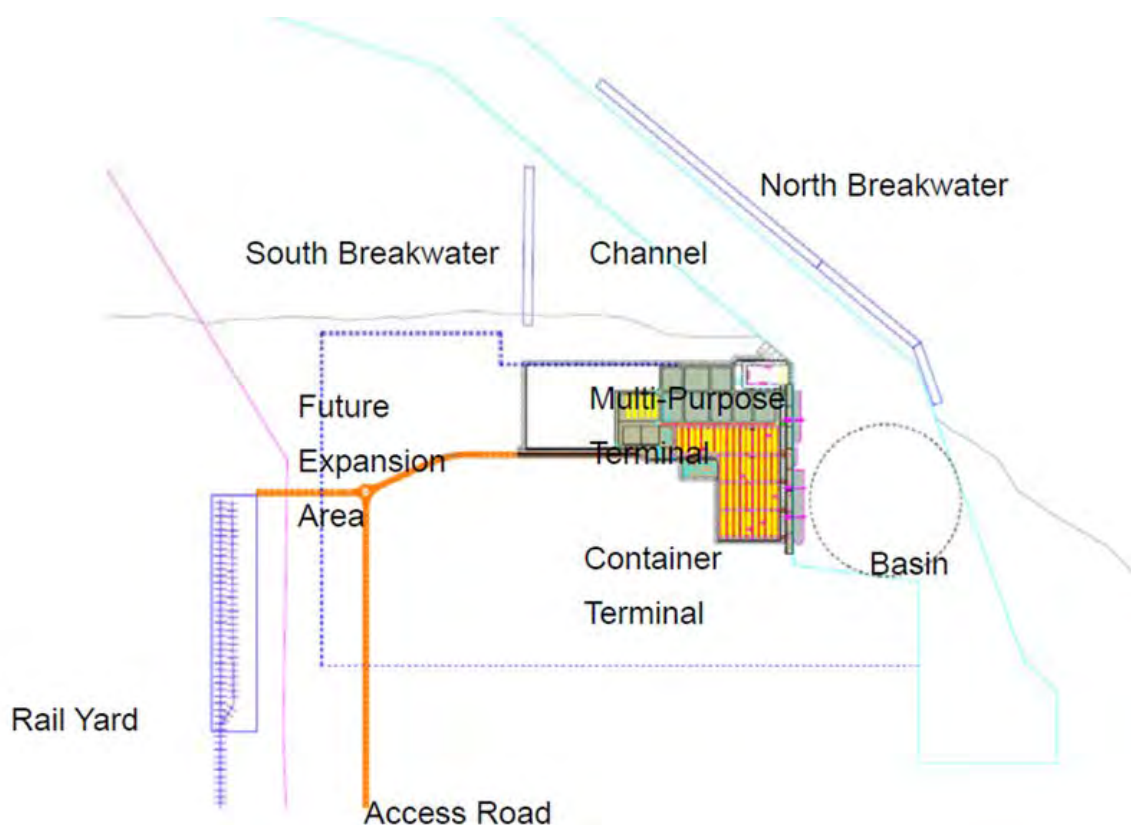 North Breakwater
South Breakwater
Channel
Future
Expansion
Area
Multi-Purpose
Terminal
Container
Terminal
Basin
Rail Yard
Access Road